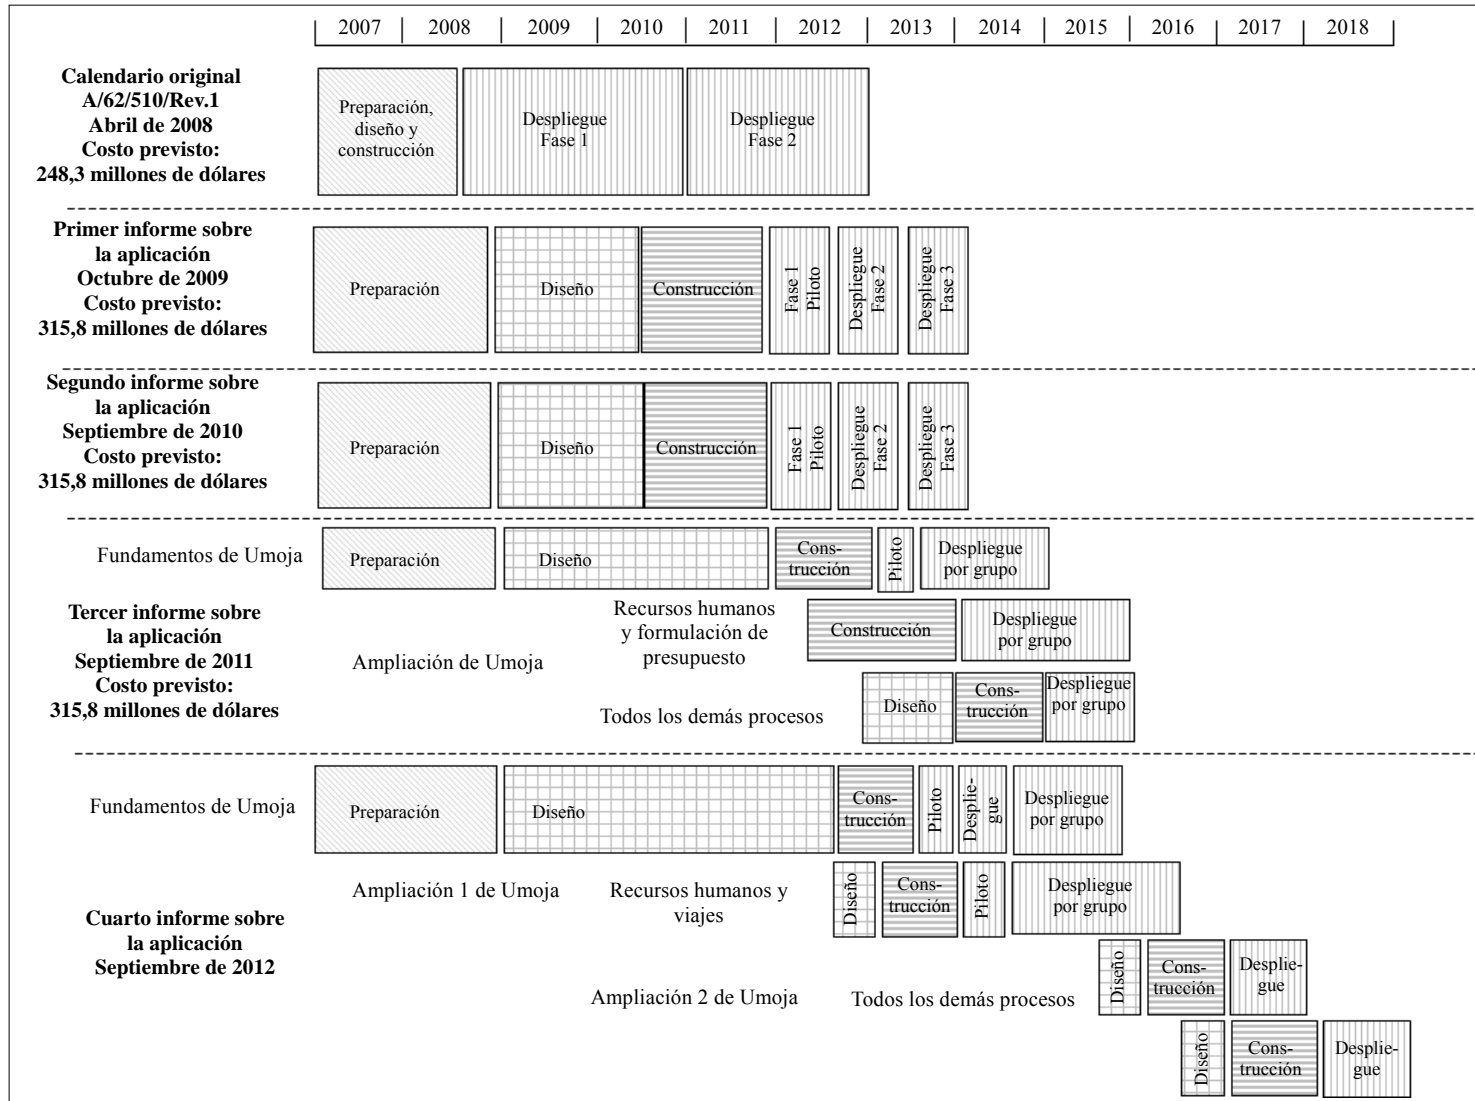 2007 2008 2009 2010 2011 2012 2013 2014 2015 2016 2017 2018
Calendario original
A/62/510/Rev.1
Abril de 2008
Costo previsto:
248,3 millones de dólares
Preparación,
diseño y
construcción
Despliegue
Fase 1
Despliegue
Fase 2
Primer informe sobre
la aplicación
Octubre de 2009
Costo previsto:
315,8 millones de dólares
Preparación
Diseño
Construcción
Fase 1
Piloto
Despliegue
Fase 2
Despliegue
Fase 3
Segundo informe sobre
la aplicación
Septiembre de 2010
Costo previsto:
315,8 millones de dólares
Preparación
Diseño
Construcción
Fase 1
Piloto
Despliegue
Fase 2
Despliegue
Fase 3
Tercer informe sobre
la aplicación
Septiembre de 2011
Costo previsto:
315,8 millones de dólares
Fundamentos de Umoja
Preparación
Diseño
Cons-
trucción
Piloto
Despliegue
por grupo
Ampliación de Umoja
Recursos humanos
y formulación de
presupuesto
Construcción
Despliegue
por grupo
Todos los demás procesos
Diseño
Cons-
trucción
Despliegue
por grupo
Cuarto informe sobre
la aplicación
Septiembre de 2012
Fundamentos de Umoja
Preparación
Diseño
Cons-
trucción
Piloto
Desplie-
gue
Despliegue
por grupo
Ampliación 1 de Umoja
Recursos humanos y
viajes
Diseño
Cons-
trucción
Piloto
Despliegue
por grupo
Ampliación 2 de Umoja
Todos los demás procesos
Diseño
Cons-
trucción
Desplie-
gue
Diseño
Cons-
trucción
Desplie-
gue